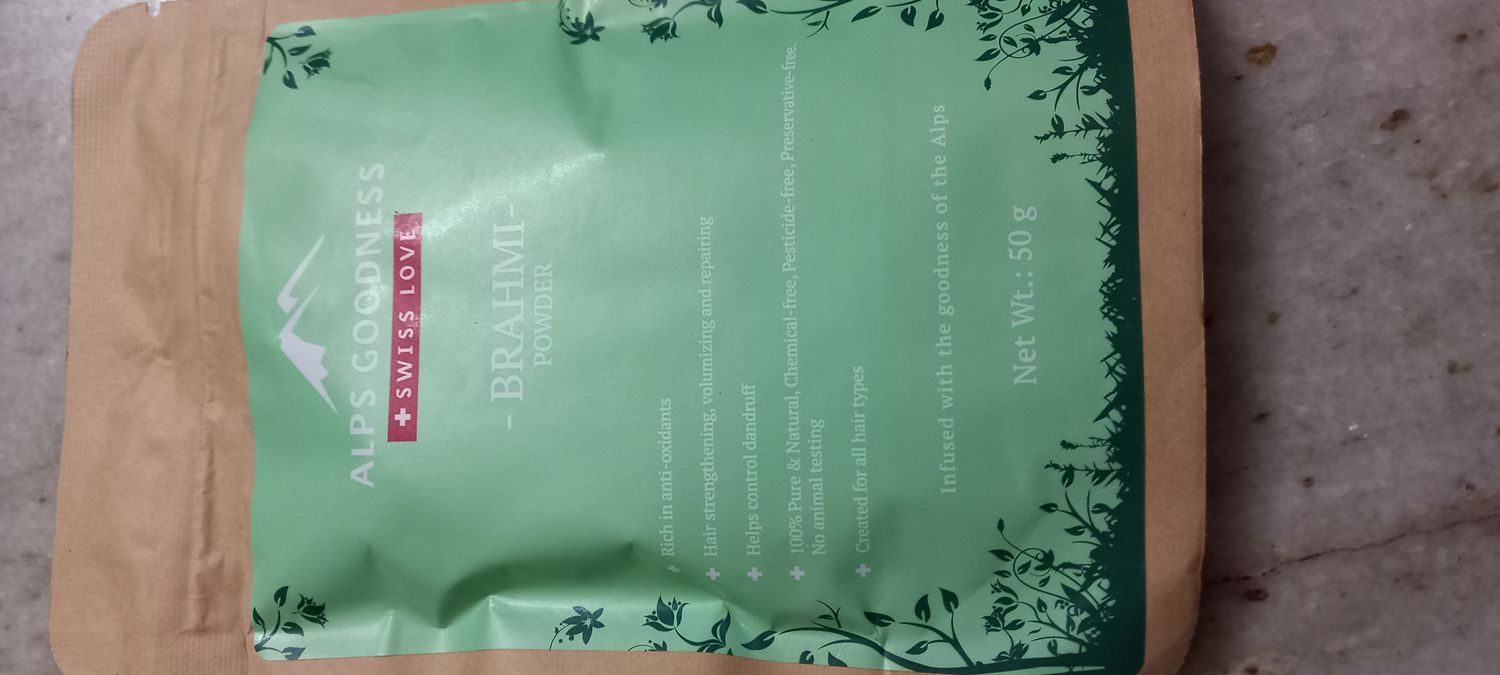 ALPS GOODNESS
SWISS LOVE
- BRAHMI -
POWDER
Rich in anti-oxidants
Hair strengthening, volumizing and repairing
Helps control dandruff
100% Pure & Natural, Chemical-free, Pesticide-free, Preservative-free.
No animal testing
Created for all hair types
Infused with the goodness of the Alps
Net Wt.: 50 g